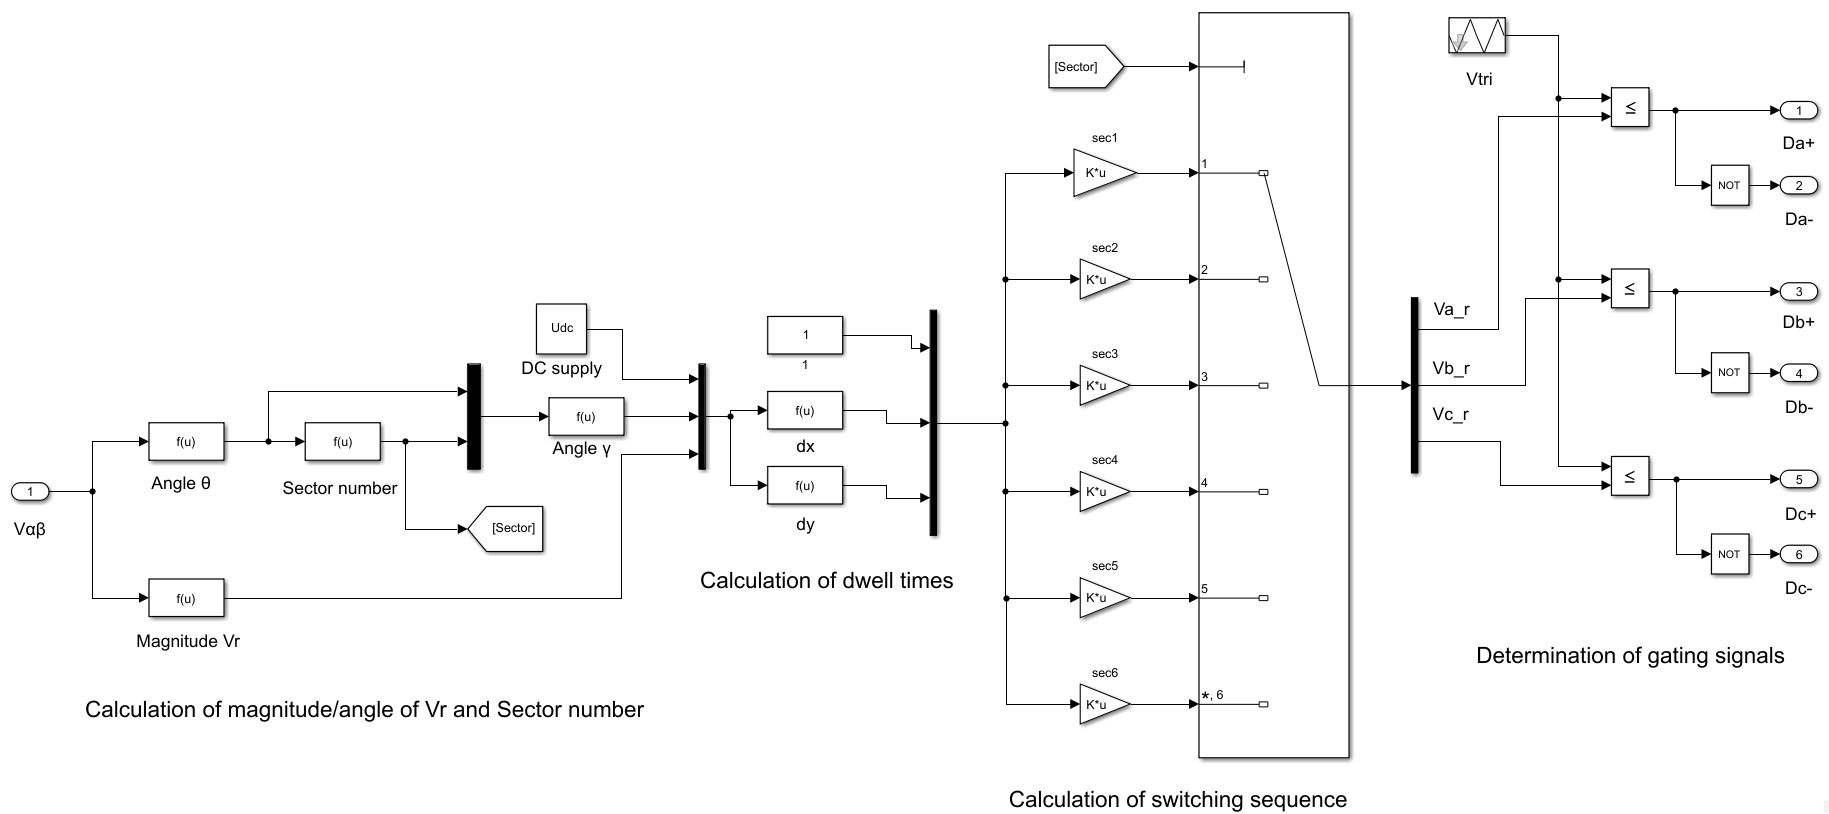 1
Vαβ
f(u)
Angle θ
f(u)
Sector number
[Sector]
f(u)
Magnitude Vr
Calculation of magnitude/angle of Vr and Sector number
Udc
DC supply
f(u)
Angle γ
1
1
f(u)
dx
f(u)
dy
Calculation of dwell times
[Sector]
sec1
K*u
1
sec2
K*u
2
sec3
K*u
3
sec4
K*u
4
sec5
K*u
5
sec6
K*u
*, 6
Calculation of switching sequence
Va_r
Vb_r
Vc_r
Vtri
≤
1
Da+
NOT
2
Da-
≤
3
Db+
NOT
4
Db-
≤
5
Dc+
NOT
6
Dc-
Determination of gating signals